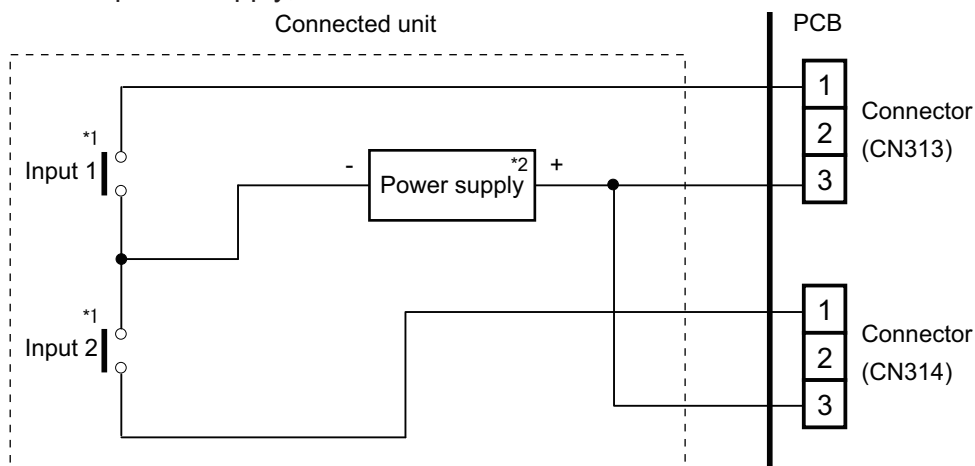 Connected unit
PCB
1
2
3
Connector
(CN313)
*1
Input 1
- Power supply *2 +
*1
Input 2
1
2
3
Connector
(CN314)